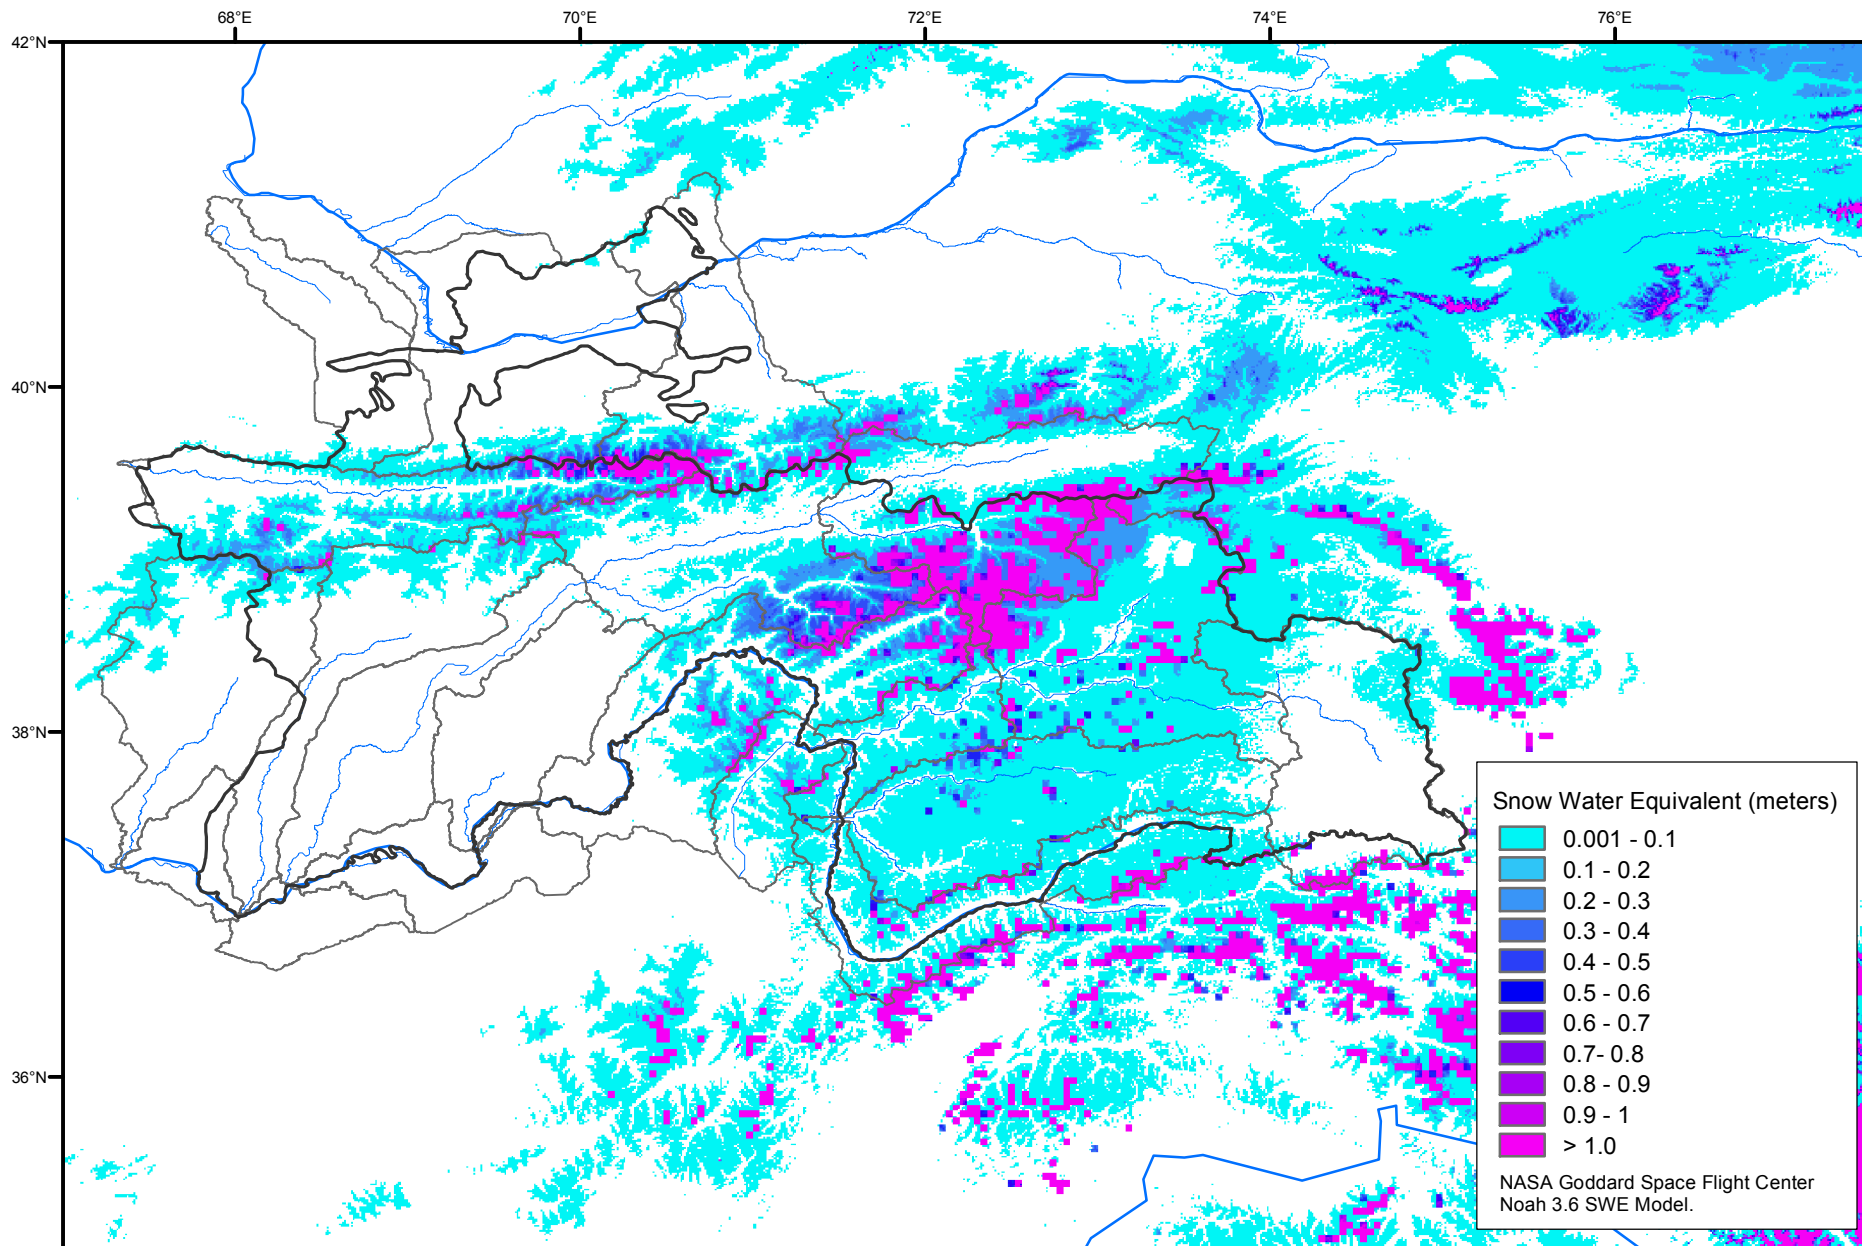 68°E 70°E 72°E 74°E 76°E
42°N
40°N
38°N
36°N
Snow Water Equivalent (meters)
0.001 - 0.1
0.1 - 0.2
0.2 - 0.3
0.3 - 0.4
0.4 - 0.5
0.5 - 0.6
0.6 - 0.7
0.7- 0.8
0.8 - 0.9
0.9 - 1
> 1.0
NASA Goddard Space Flight Center
Noah 3.6 SWE Model.